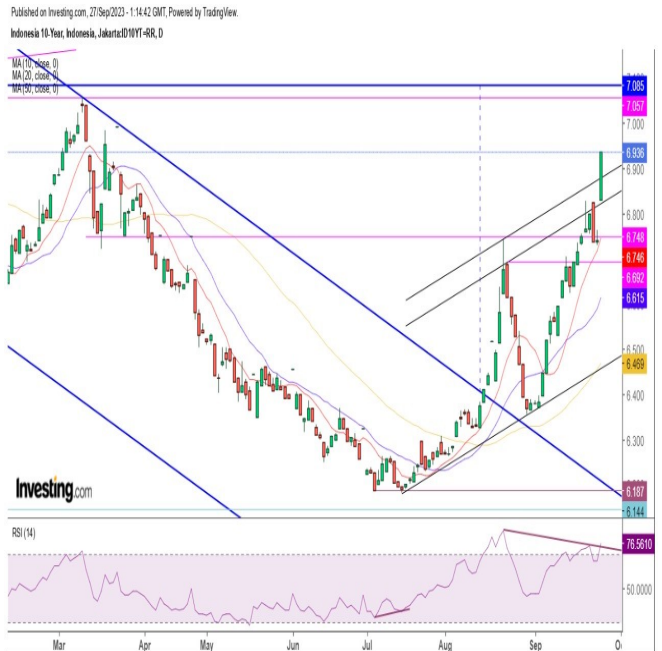 Published on Investing.com, 27/Sep/2023 - 1:14:42 GMT, Powered by TradingView.
Indonesia 10-Year, Indonesia, Jakarta:ID10YT=RR, D
MA (10, close, 0)
MA (20, close, 0)
MA (50, close, 0)
7.085
7.057
7.000
6.936
6.900
6.800
6.748
6.746
6.692
6.615
6.500
6.469
6.400
6.300
6.187
6.144
Investing.com
RSI (14)
76.5610
50.0000
Mar Apr May Jun Jul Aug Sep